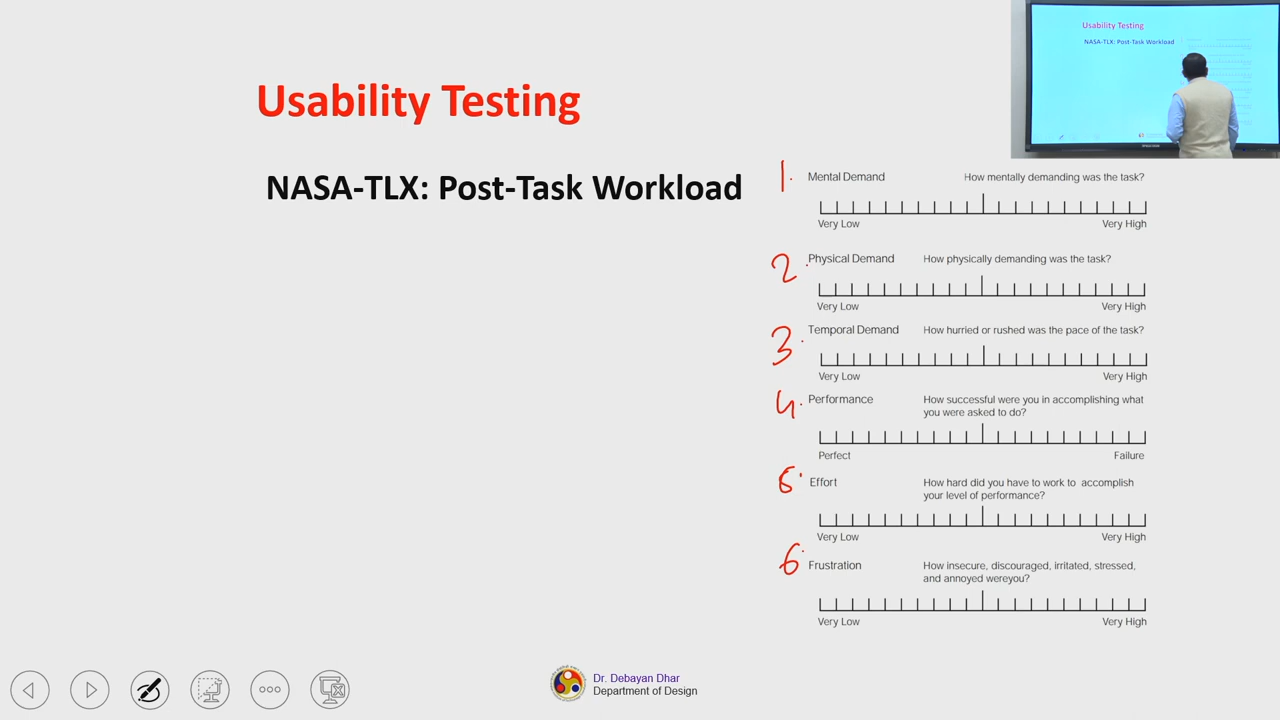 Usability Testing
NASA-TLX: Post-Task Workload
Usability Testing
NASA-TLX: Post-Task Workload
1. Mental Demand How mentally demanding was the task?
Very Low Very High
2. Physical Demand How physically demanding was the task?
Very Low Very High
3. Temporal Demand How hurried or rushed was the pace of the task?
Very Low Very High
4. Performance How successful were you in accomplishing what
you were asked to do?
Perfect Failure
5. Effort How hard did you have to work to accomplish
your level of performance?
Very Low Very High
6. Frustration How insecure, discouraged, irritated, stressed,
and annoyed wereyou?
Very Low Very High
Dr. Debayan Dhar
Department of Design